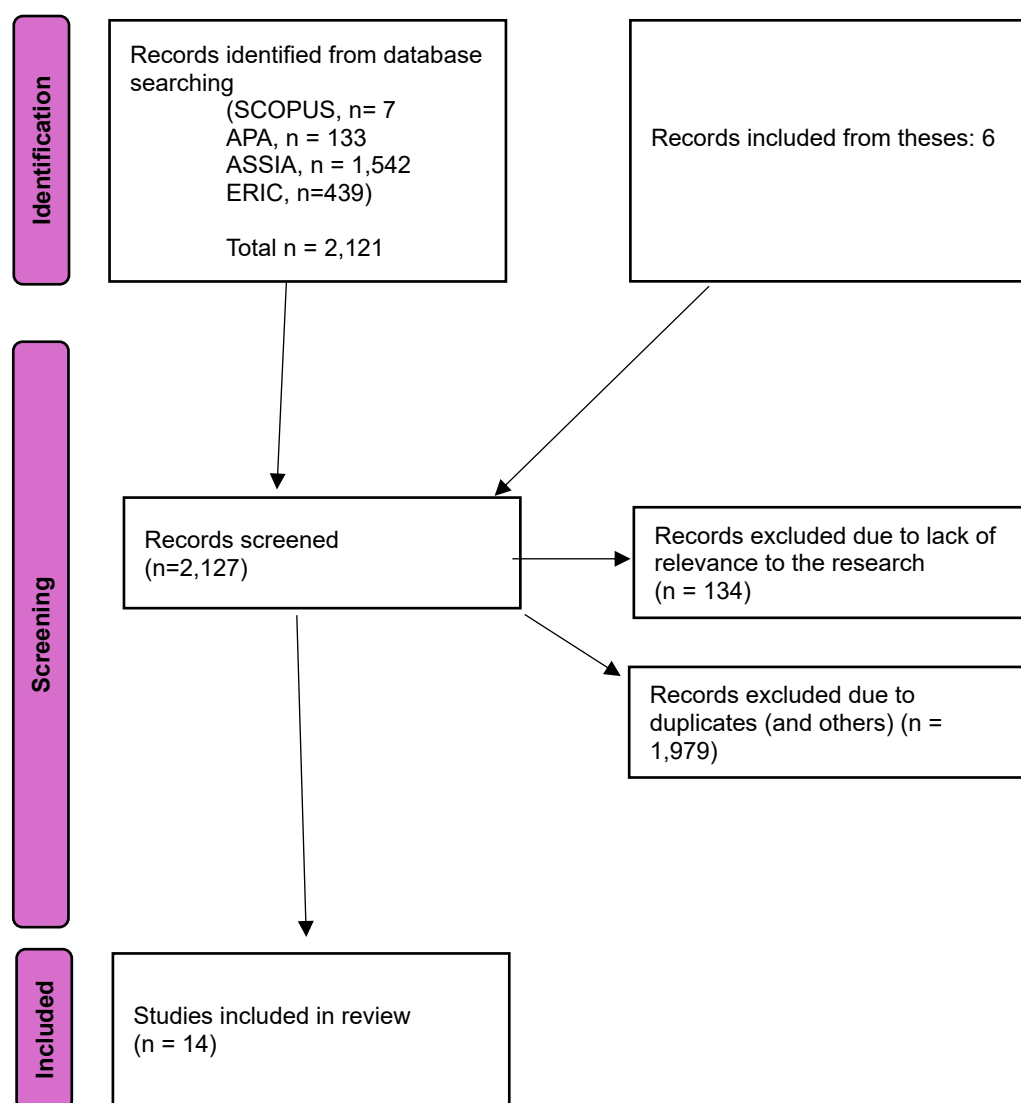 Identification
Records identified from database
searching
(SCOPUS, n= 7
APA, n = 133
ASSIA, n = 1,542
ERIC, n=439)
Total n = 2,121
Records included from theses: 6
Screening
Records screened
(n=2,127)
Records excluded due to lack of
relevance to the research
(n = 134)
Records excluded due to
duplicates (and others) (n =
1,979)
Included
Studies included in review
(n = 14)